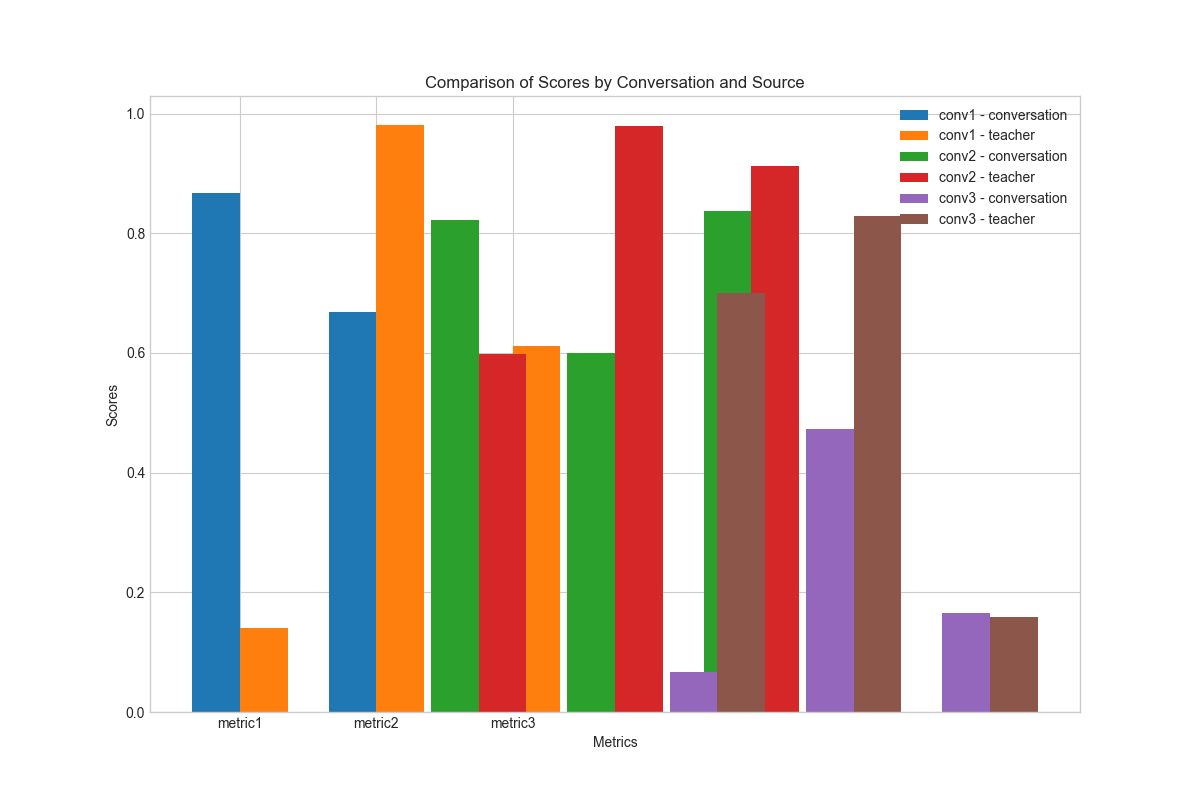 Comparison of Scores by Conversation and Source
1.0
0.8
0.6
0.4
0.2
0.0
Scores
conv1 - conversation
conv1 - teacher
conv2 - conversation
conv2 - teacher
conv3 - conversation
conv3 - teacher
metric1 metric2 metric3
Metrics